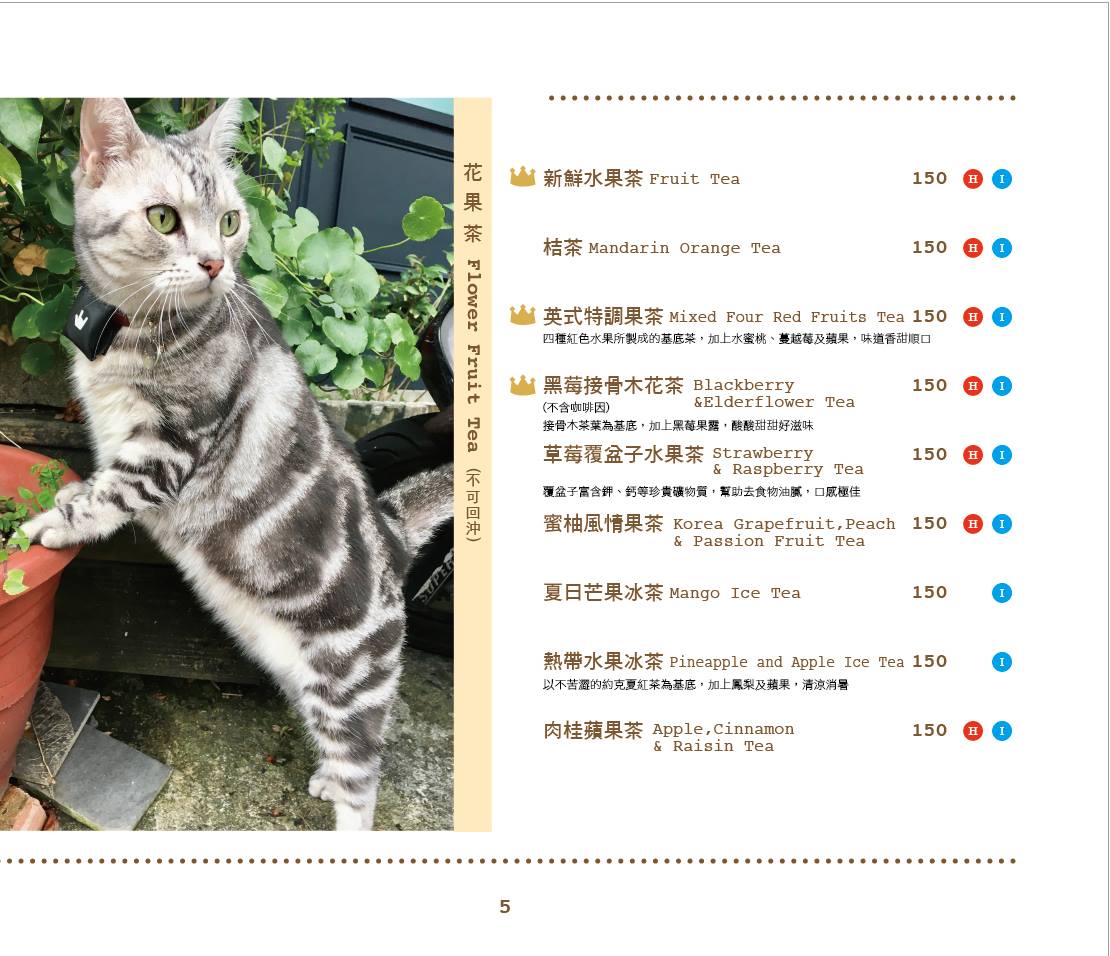 花果茶 Flower Fruit Tea (不可回沖)
新鮮水果茶 Fruit Tea 150 H I
桔茶 Mandarin Orange Tea 150 H I
英式特調果茶 Mixed Four Red Fruits Tea 150 H I
四種紅色水果所製成的基底茶，加上水蜜桃、蔓越莓及蘋果，味道香甜順口
黑莓接骨木花茶 Blackberry 150 H I
&Elderflower Tea
(不含咖啡因)
接骨木茶葉為基底，加上黑莓果露，酸酸甜甜好滋味
草莓覆盆子水果茶 Strawberry 150 H I
& Raspberry Tea
覆盆子富含鉀、鈣等珍貴礦物質，幫助去食物油膩，口感極佳
蜜柚風情果茶 Korea Grapefruit,Peach 150 H I
& Passion Fruit Tea
夏日芒果冰茶 Mango Ice Tea 150 I
熱帶水果冰茶 Pineapple and Apple Ice Tea 150 I
以不苦澀的約克夏紅茶為基底，加上鳳梨及蘋果，清涼消暑
肉桂蘋果茶 Apple,Cinnamon 150 H I
& Raisin Tea
5